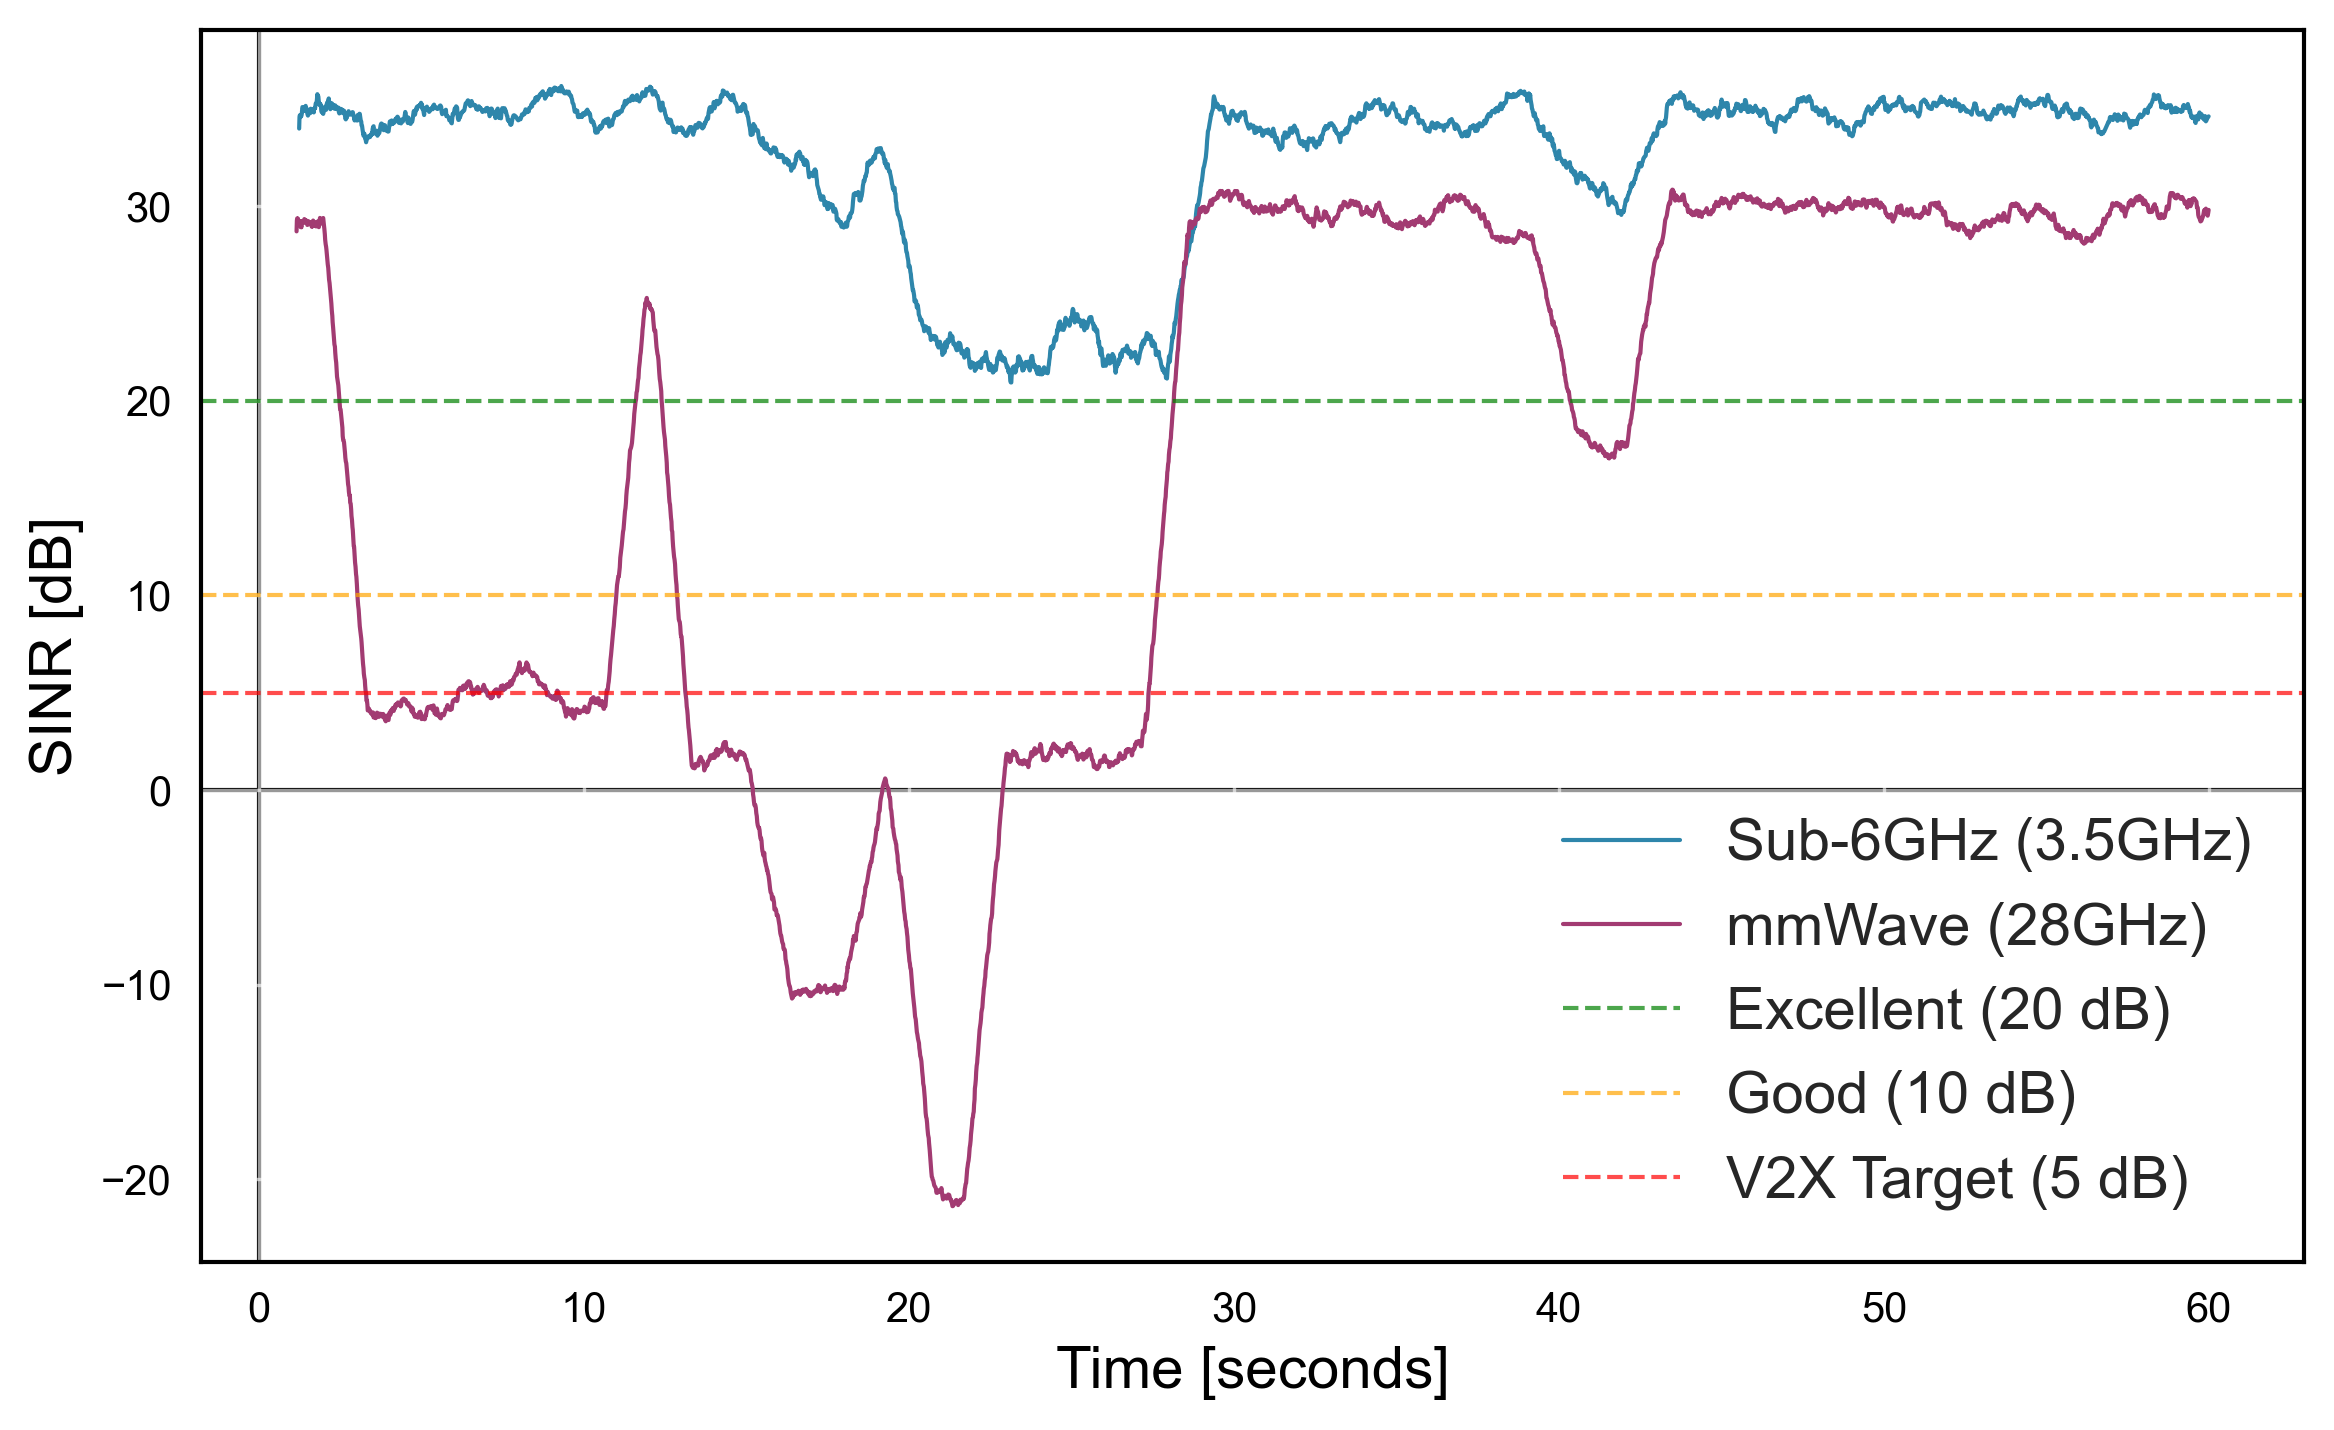 SINR [dB]
30
20
10
0
−10
−20
Sub-6GHz (3.5GHz)
mmWave (28GHz)
Excellent (20 dB)
Good (10 dB)
V2X Target (5 dB)
0 10 20 30 40 50 60
Time [seconds]